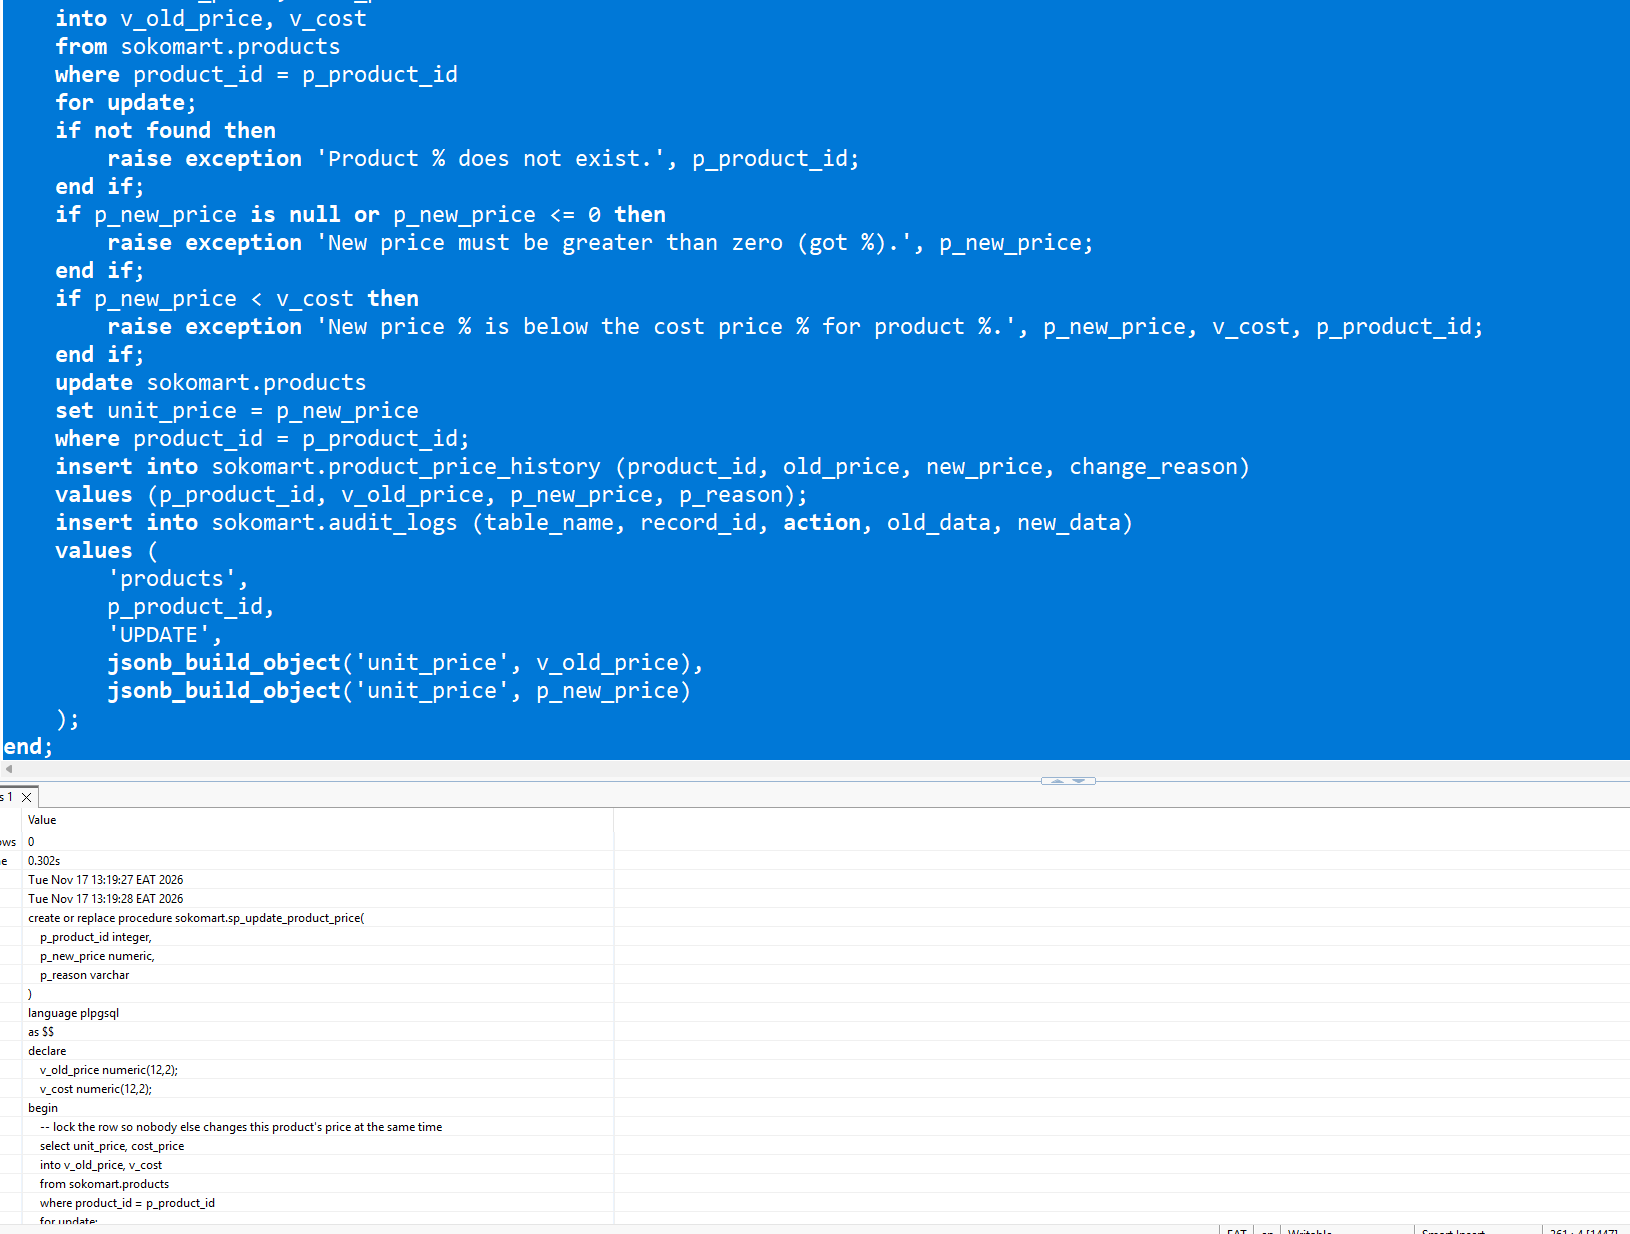 into v_old_price, v_cost
from sokomart.products
where product_id = p_product_id
for update;
if not found then
raise exception 'Product % does not exist.', p_product_id;
end if;
if p_new_price is null or p_new_price <= 0 then
raise exception 'New price must be greater than zero (got %).', p_new_price;
end if;
if p_new_price < v_cost then
raise exception 'New price % is below the cost price % for product %.', p_new_price, v_cost, p_product_id;
end if;
update sokomart.products
set unit_price = p_new_price
where product_id = p_product_id;
insert into sokomart.product_price_history (product_id, old_price, new_price, change_reason)
values (p_product_id, v_old_price, p_new_price, p_reason);
insert into sokomart.audit_logs (table_name, record_id, action, old_data, new_data)
values (
'products',
p_product_id,
'UPDATE',
jsonb_build_object('unit_price', v_old_price),
jsonb_build_object('unit_price', p_new_price)
);
end;
s 1
Value
ows 0
e 0.302s
Tue Nov 17 13:19:27 EAT 2026
Tue Nov 17 13:19:28 EAT 2026
create or replace procedure sokomart.sp_update_product_price(
p_product_id integer,
p_new_price numeric,
p_reason varchar
)
language plpgsql
as $$
declare
v_old_price numeric(12,2);
v_cost numeric(12,2);
begin
-- lock the row so nobody else changes this product's price at the same time
select unit_price, cost_price
into v_old_price, v_cost
from sokomart.products
where product_id = p_product_id
for update;
EAT en Writable Smart Insert